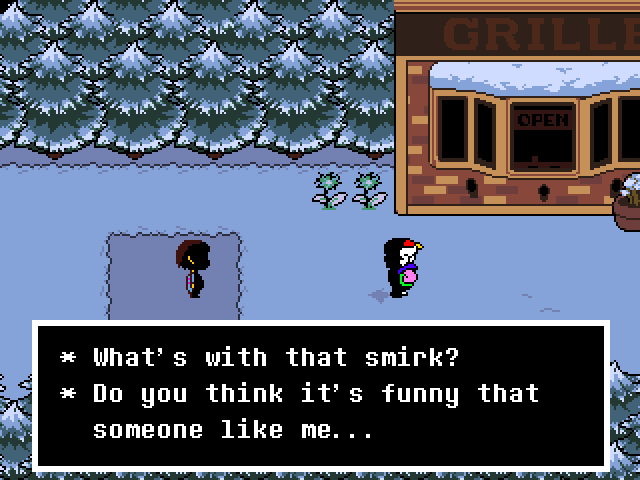 GRILLB
OPEN
* What's with that smirk?
* Do you think it's funny that
someone like me...